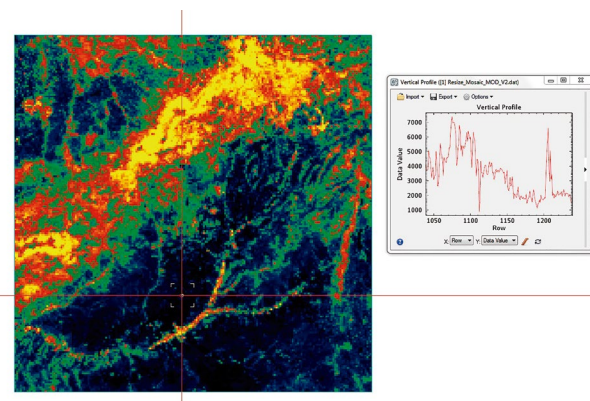 Vertical Profile ([1] Resize_Mosaic_MOD_V2.dat)
Import Export Options
Vertical Profile
7000
6000
5000
4000
3000
2000
1000
Data Value
1050 1100 1150 1200
Row
X: Row Y: Data Value